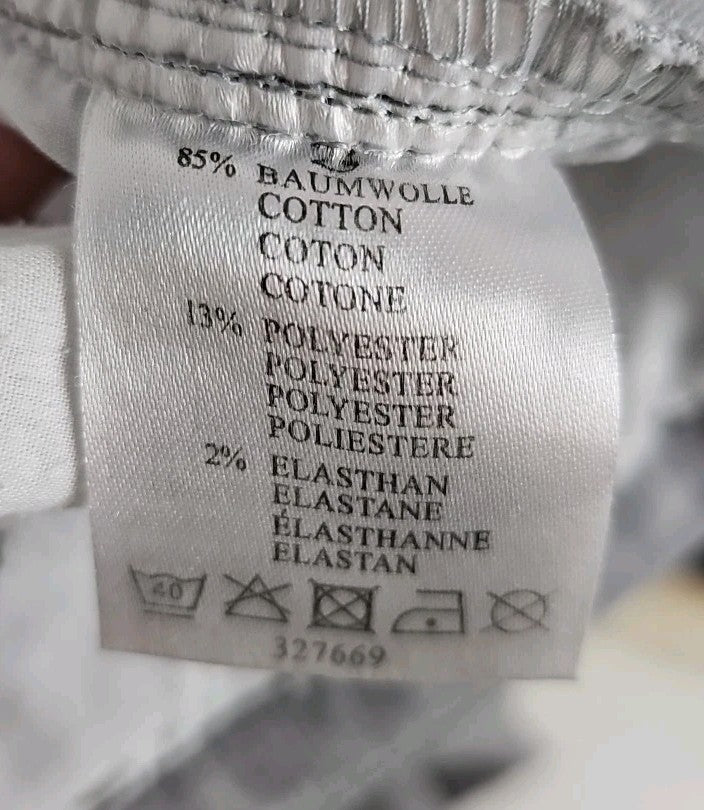 85% BAUMWOLLE
COTTON
COTON
COTONE
13% POLYESTER
POLYESTER
POLYESTER
POLIESTERE
2% ELASTHAN
ELASTANE
ÉLASTHANNE
ELASTAN
40
327669